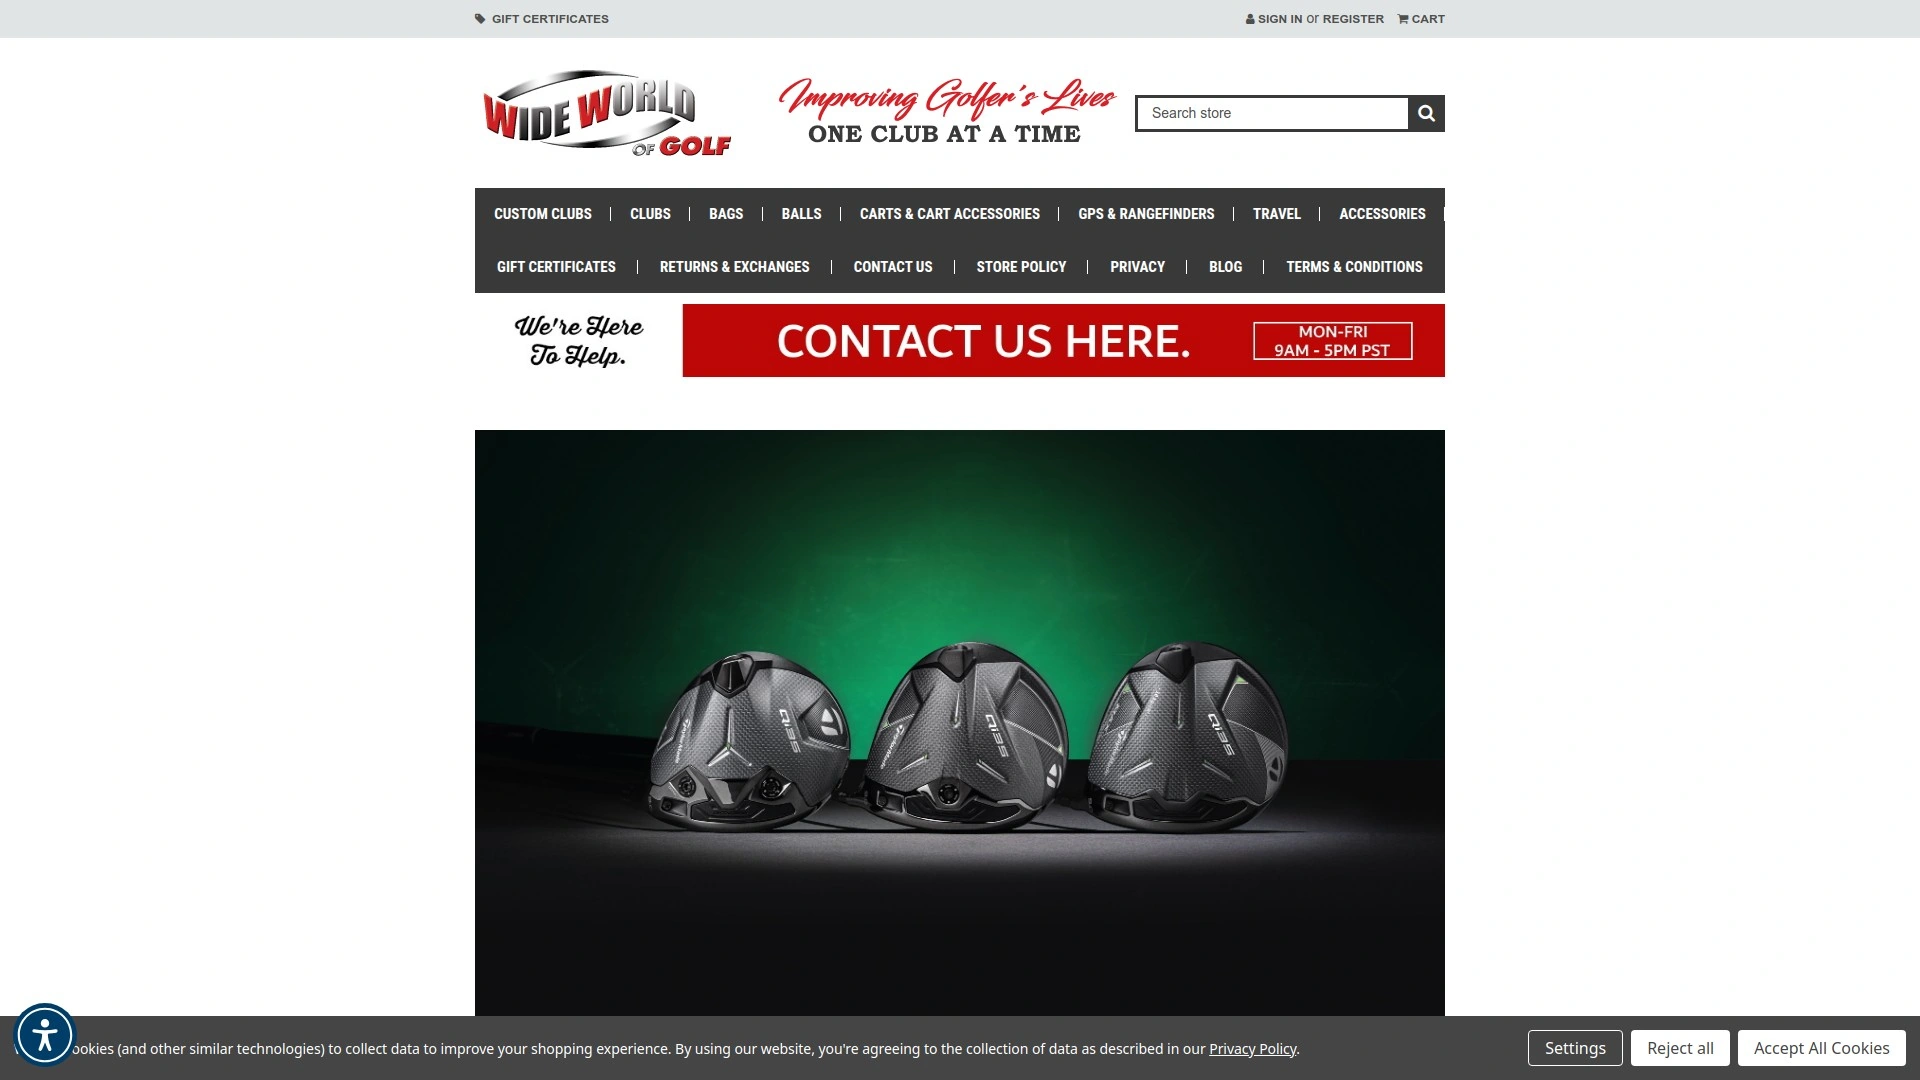 GIFT CERTIFICATES
SIGN IN or REGISTER CART
WIDE WORLD
OF GOLF
Improving Golfer's Lives
ONE CLUB AT A TIME
Search store
CUSTOM CLUBS CLUBS BAGS BALLS CARTS & CART ACCESSORIES GPS & RANGEFINDERS TRAVEL ACCESSORIES
GIFT CERTIFICATES RETURNS & EXCHANGES CONTACT US STORE POLICY PRIVACY BLOG TERMS & CONDITIONS
We're Here
To Help.
CONTACT US HERE.
MON-FRI
9AM - 5PM PST
Qi35
Qi35
TaylorMade
Qi35
ookies (and other similar technologies) to collect data to improve your shopping experience. By using our website, you're agreeing to the collection of data as described in our Privacy Policy.
Settings
Reject all
Accept All Cookies